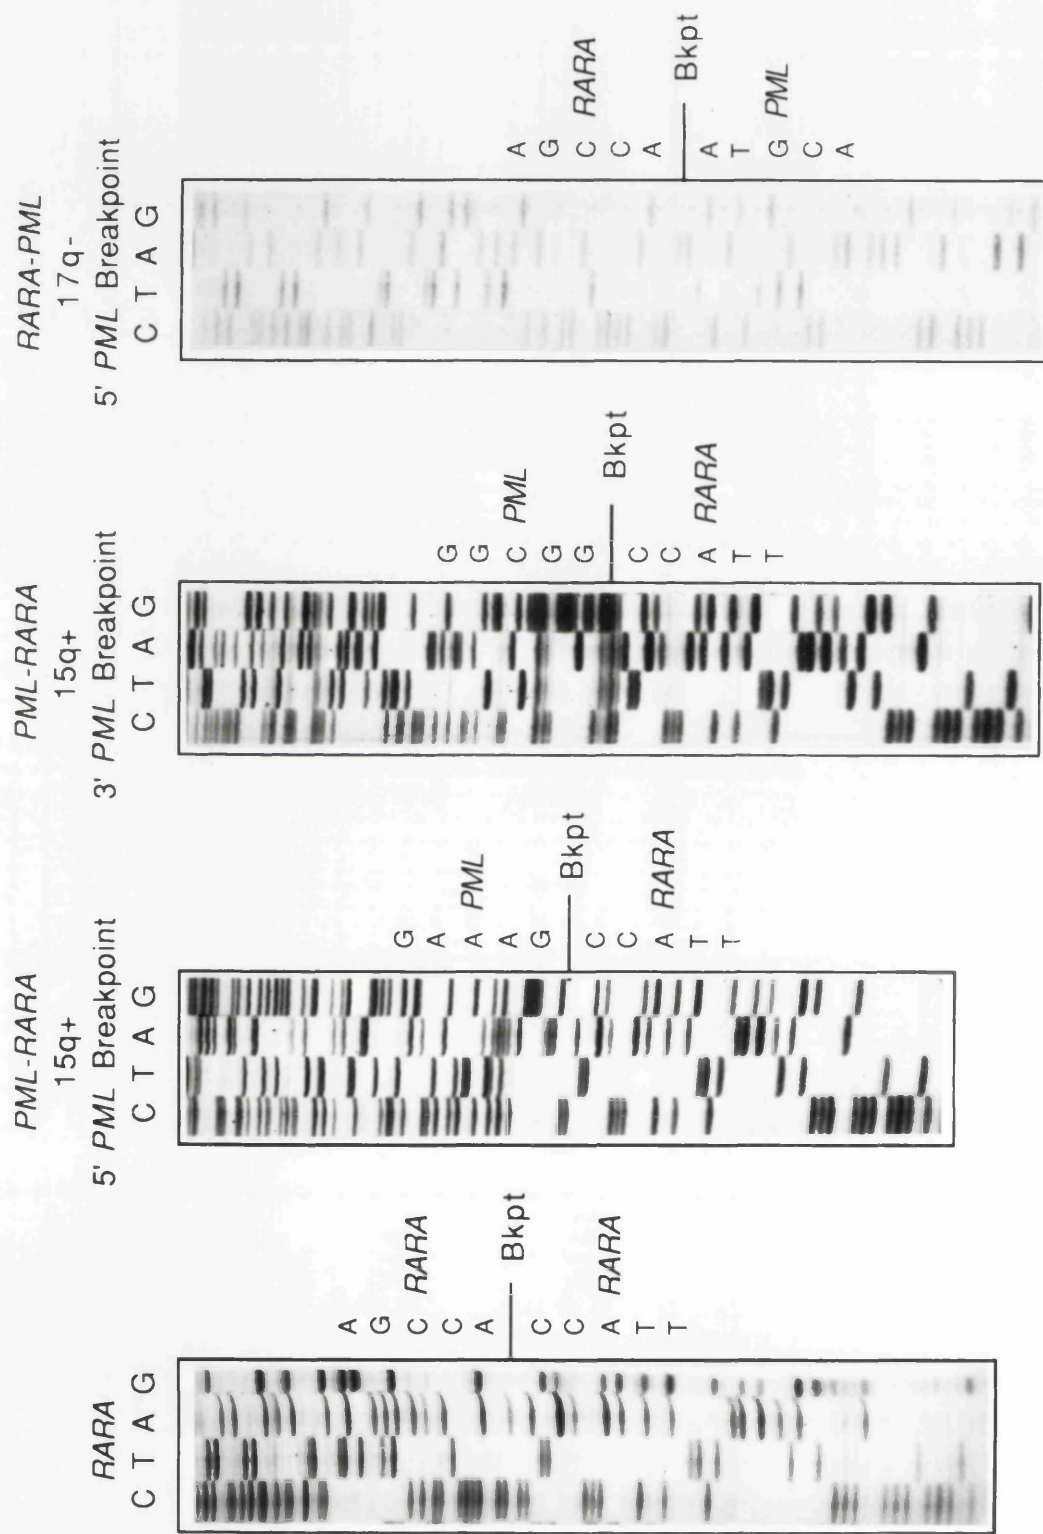 RARA
C T A G
A
G
C
C
A
RARA
Bkpt
C
C
A
T
T
RARA
PML-RARA
15q+
5' PML Breakpoint
C T A G
G
A
A
A
G
PML
Bkpt
C
C
A
T
T
RARA
PML-RARA
15q+
3' PML Breakpoint
C T A G
G
G
C
G
G
PML
Bkpt
C
C
A
T
T
RARA
RARA-PML
17q-
5' PML Breakpoint
C T A G
A
G
C
C
A
RARA
Bkpt
A
T
G
C
A
PML